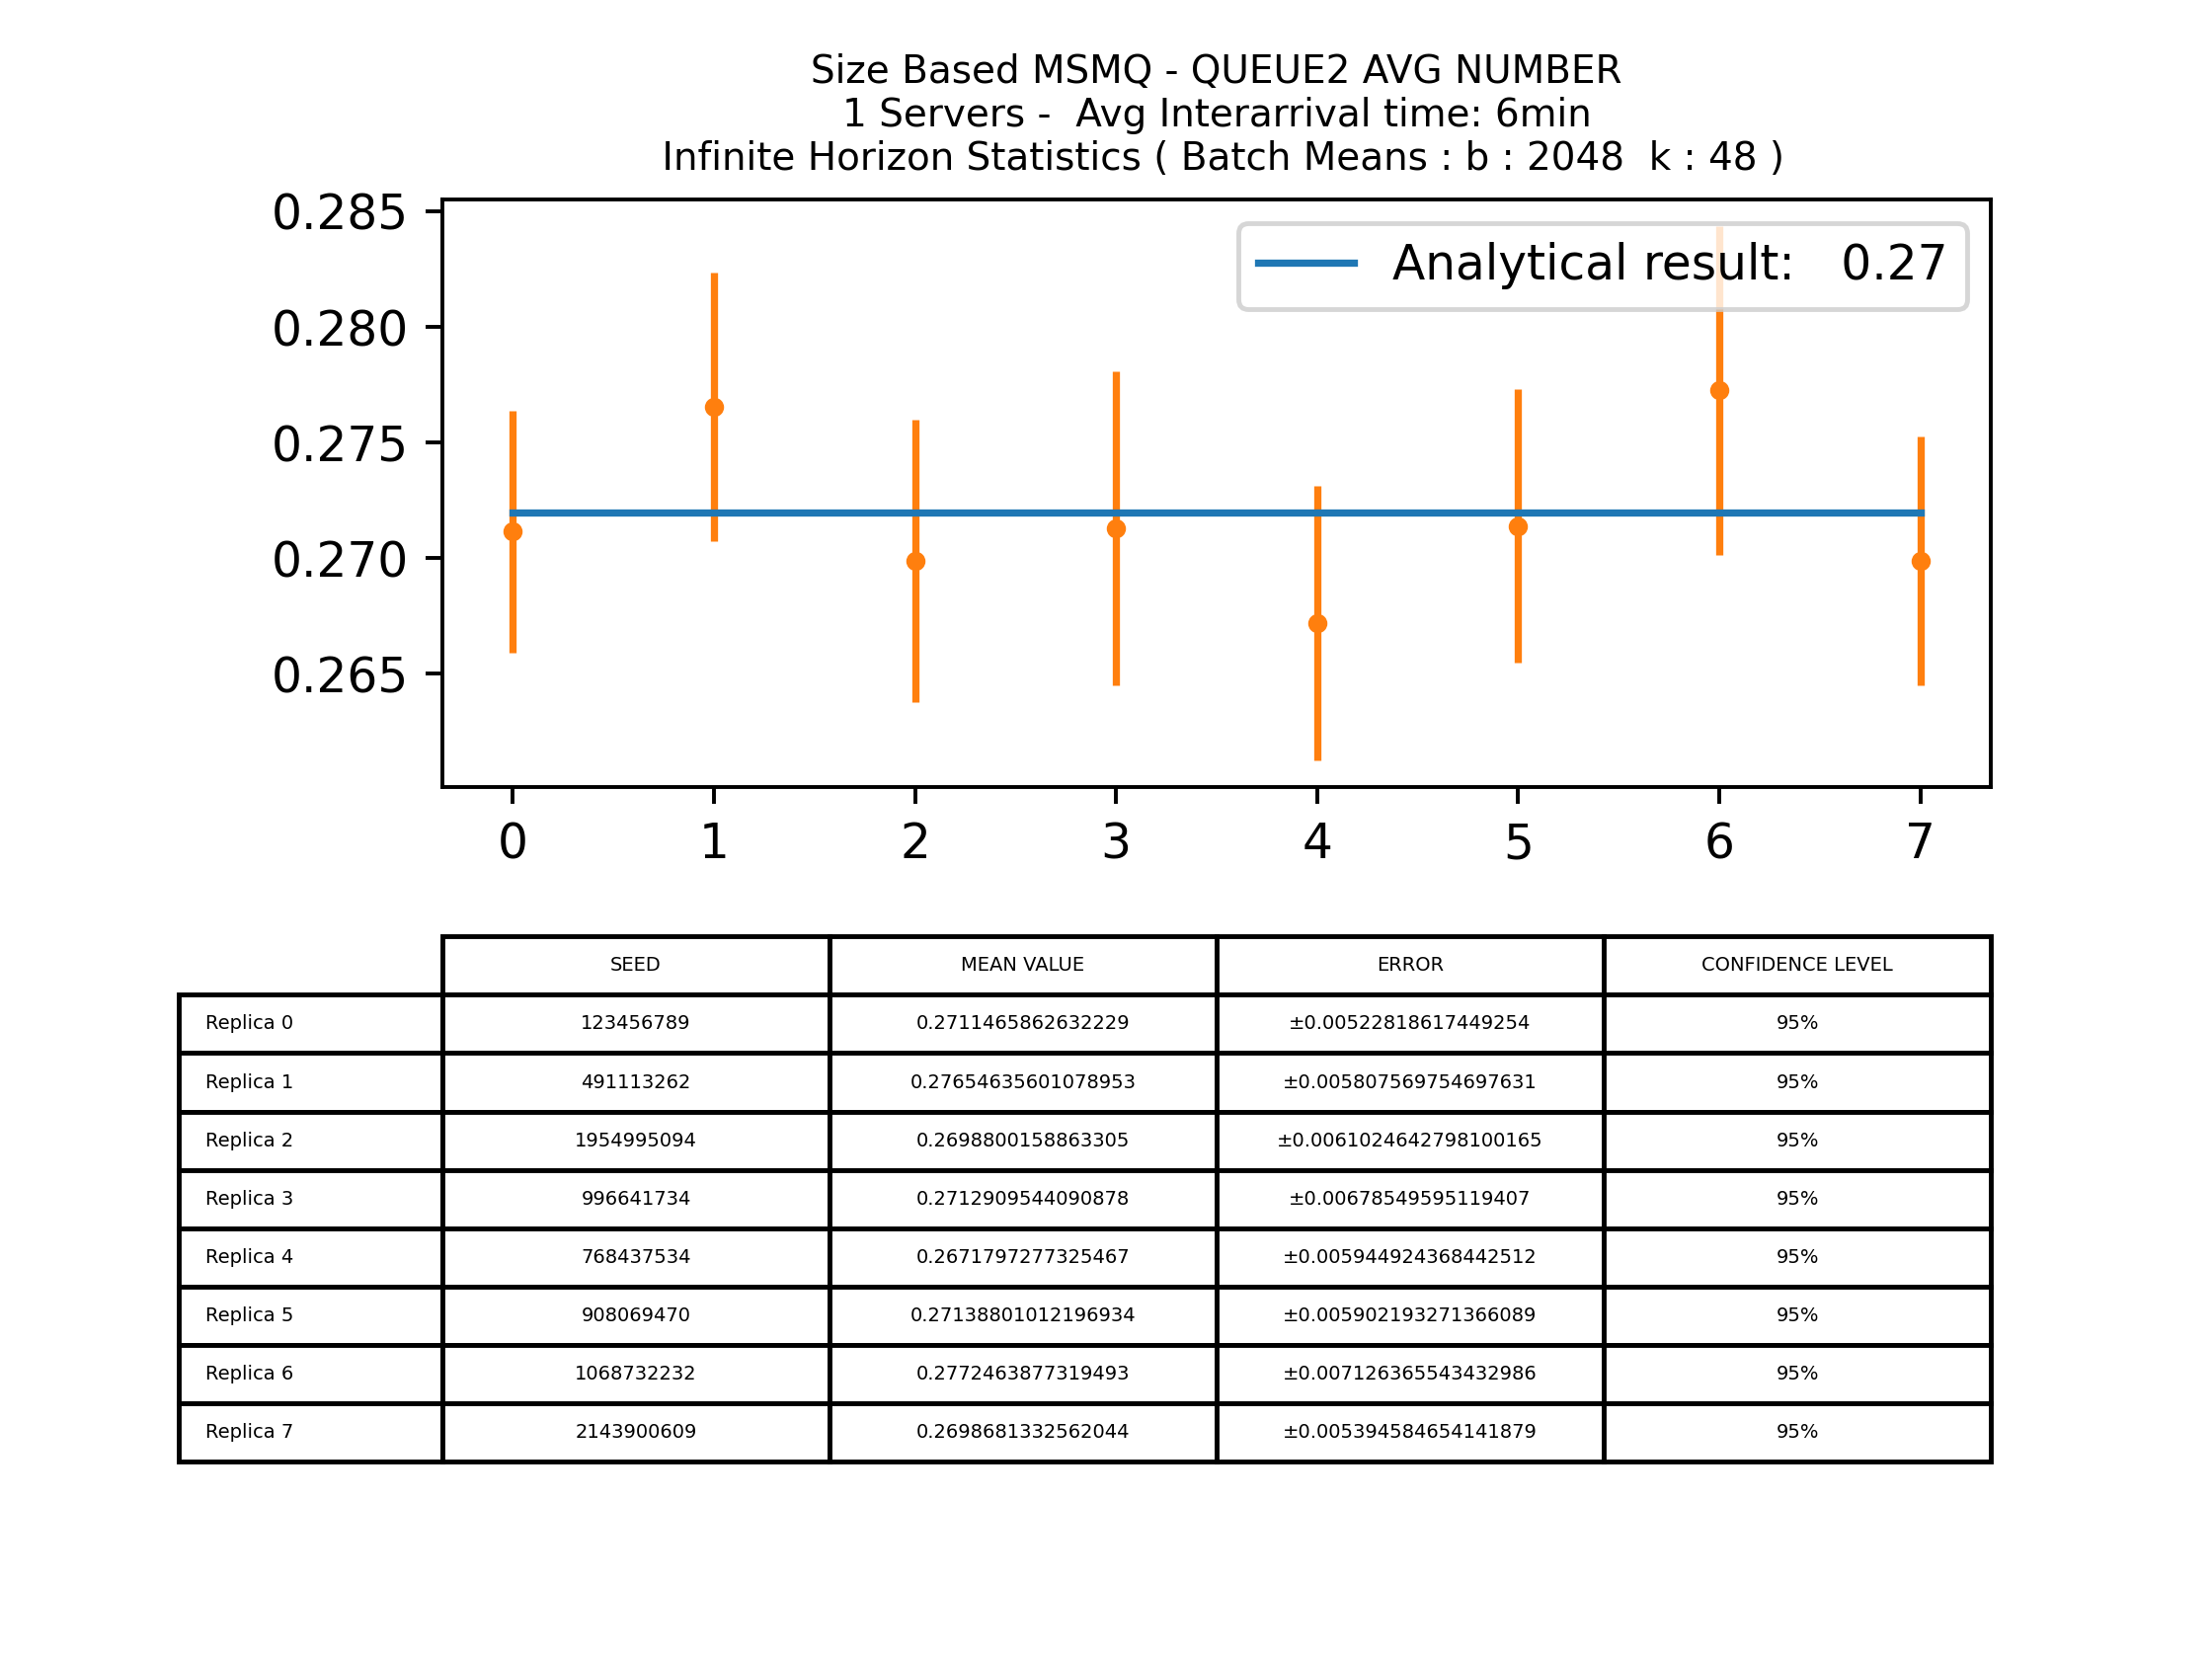 Size Based MSMQ - QUEUE2 AVG NUMBER
1 Servers -  Avg Interarrival time: 6min
Infinite Horizon Statistics ( Batch Means : b : 2048  k : 48 )
Analytical result:   0.27
0.285
0.280
0.275
0.270
0.265
0 1 2 3 4 5 6 7
SEED MEAN VALUE ERROR CONFIDENCE LEVEL
Replica 0 123456789 0.2711465862632229 ±0.00522818617449254 95%
Replica 1 491113262 0.27654635601078953 ±0.005807569754697631 95%
Replica 2 1954995094 0.2698800158863305 ±0.0061024642798100165 95%
Replica 3 996641734 0.2712909544090878 ±0.00678549595119407 95%
Replica 4 768437534 0.2671797277325467 ±0.005944924368442512 95%
Replica 5 908069470 0.27138801012196934 ±0.005902193271366089 95%
Replica 6 1068732232 0.2772463877319493 ±0.007126365543432986 95%
Replica 7 2143900609 0.2698681332562044 ±0.005394584654141879 95%